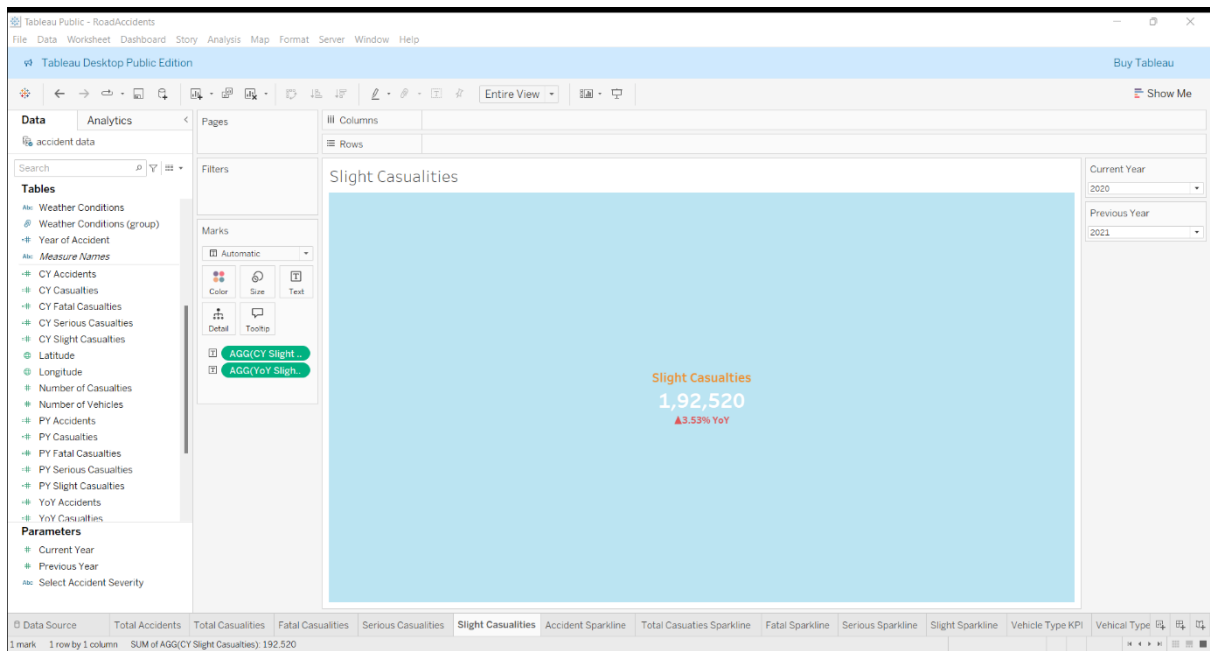 Tableau Public - RoadAccidents
File Data Worksheet Dashboard Story Analysis Map Format Server Window Help
Tableau Desktop Public Edition
Buy Tableau
Entire View
Show Me
Data Analytics
accident data
Search
Tables
Abc Weather Conditions
Weather Conditions (group)
=# Year of Accident
Abc Measure Names
=# CY Accidents
=# CY Casualties
=# CY Fatal Casualties
=# CY Serious Casualties
=# CY Slight Casualties
Latitude
Longitude
# Number of Casualties
# Number of Vehicles
=# PY Accidents
=# PY Casualties
=# PY Fatal Casualties
=# PY Serious Casualties
=# PY Slight Casualties
=# YoY Accidents
=# YoY Casualties
Parameters
# Current Year
# Previous Year
Abc Select Accident Severity
Pages
Filters
Marks
Automatic
Color Size Text
Detail Tooltip
AGG(CY Slight ..
AGG(YoY Sligh..
Columns
Rows
Slight Casualities
Slight Casualties
1,92,520
▲3.53% YoY
Current Year
2020
Previous Year
2021
Data Source Total Accidents Total Casualities Fatal Casualities Serious Casualities Slight Casualities Accident Sparkline Total Casuaties Sparkline Fatal Sparkline Serious Sparkline Slight Sparkline Vehicle Type KPI Vehical Type
1 mark 1 row by 1 column SUM of AGG(CY Slight Casualties): 192.520